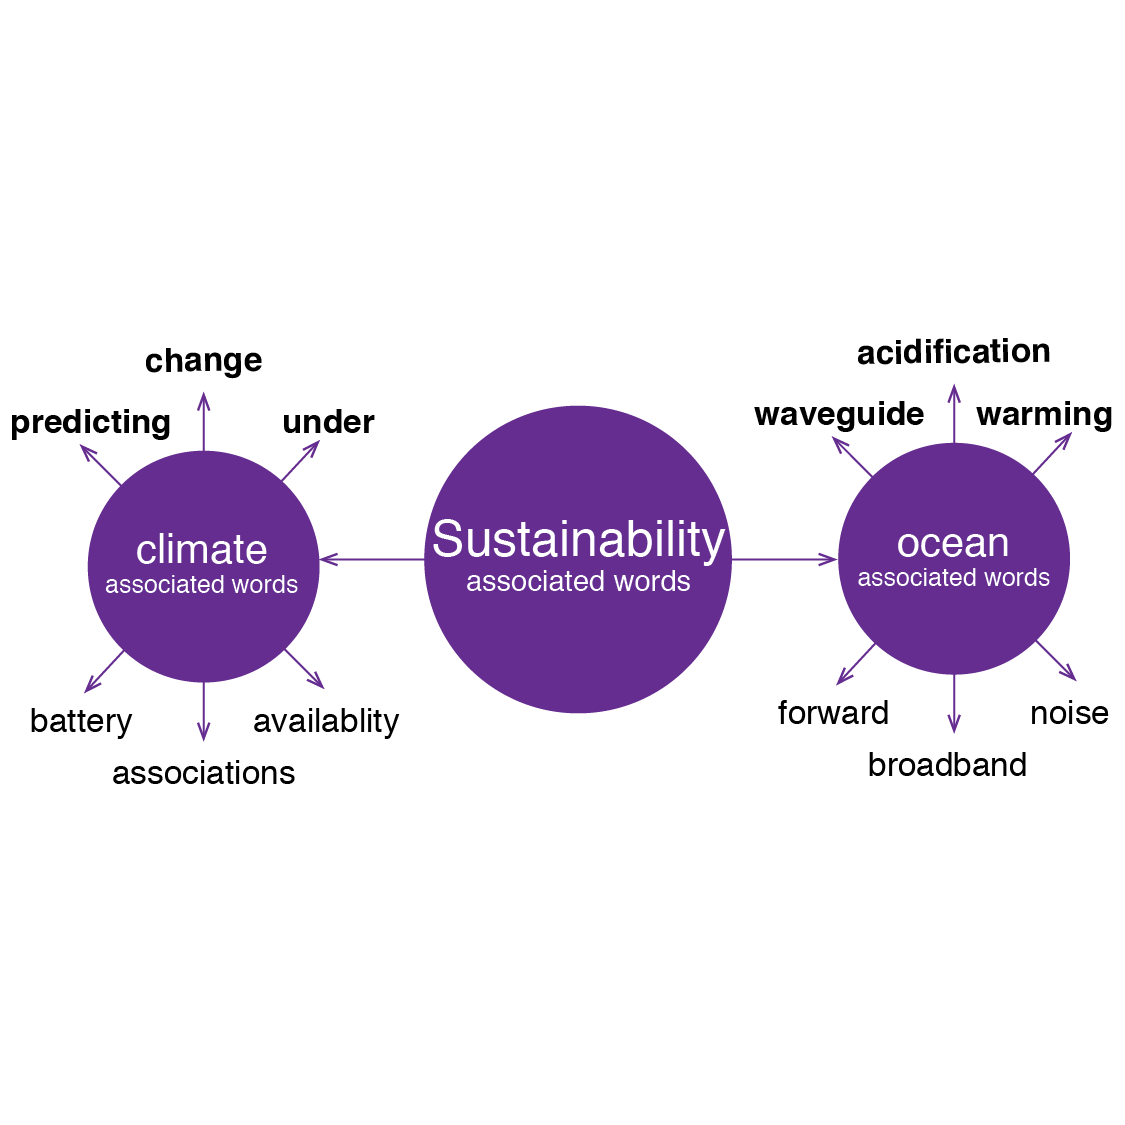 change
predicting
under
climate
associated words
battery
availablity
associations
Sustainability
associated words
acidification
waveguide
warming
ocean
associated words
forward
noise
broadband